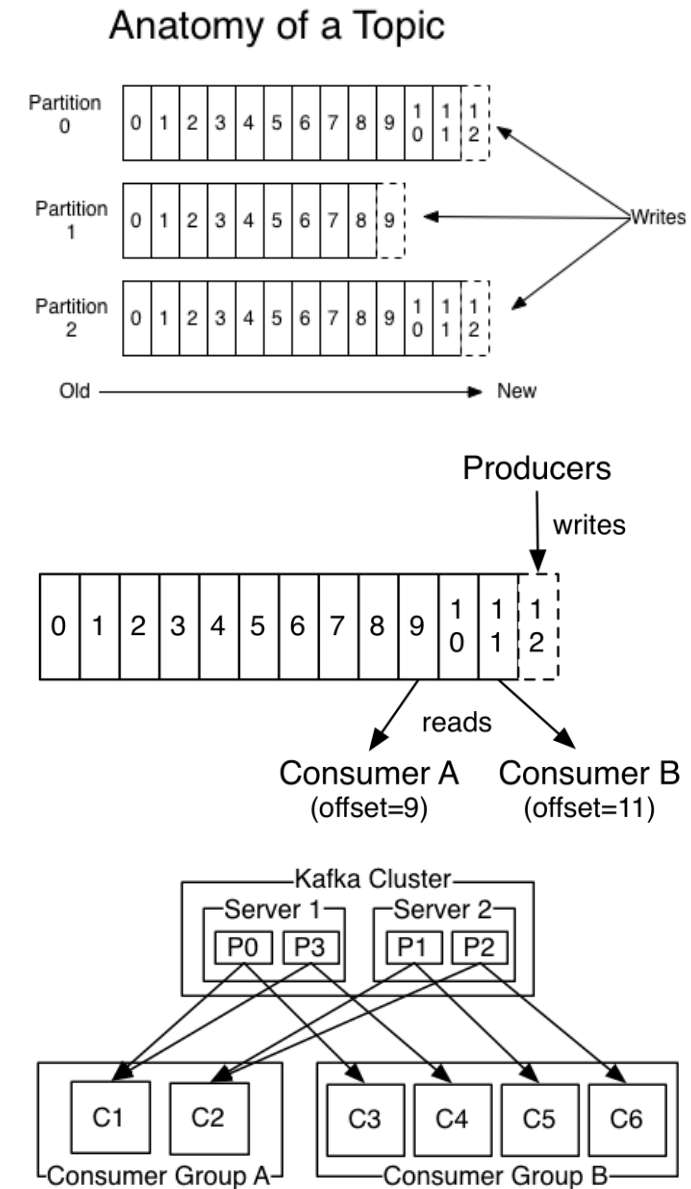 Anatomy of a Topic
Partition
0
0 1 2 3 4 5 6 7 8 9 10 11 12
Partition
1
0 1 2 3 4 5 6 7 8 9
Writes
Partition
2
0 1 2 3 4 5 6 7 8 9 10 11 12
Old New
Producers
writes
0 1 2 3 4 5 6 7 8 9 10 11 12
reads
Consumer A Consumer B
(offset=9) (offset=11)
Kafka Cluster
Server 1 Server 2
P0 P3 P1 P2
C1 C2 C3 C4 C5 C6
Consumer Group A Consumer Group B